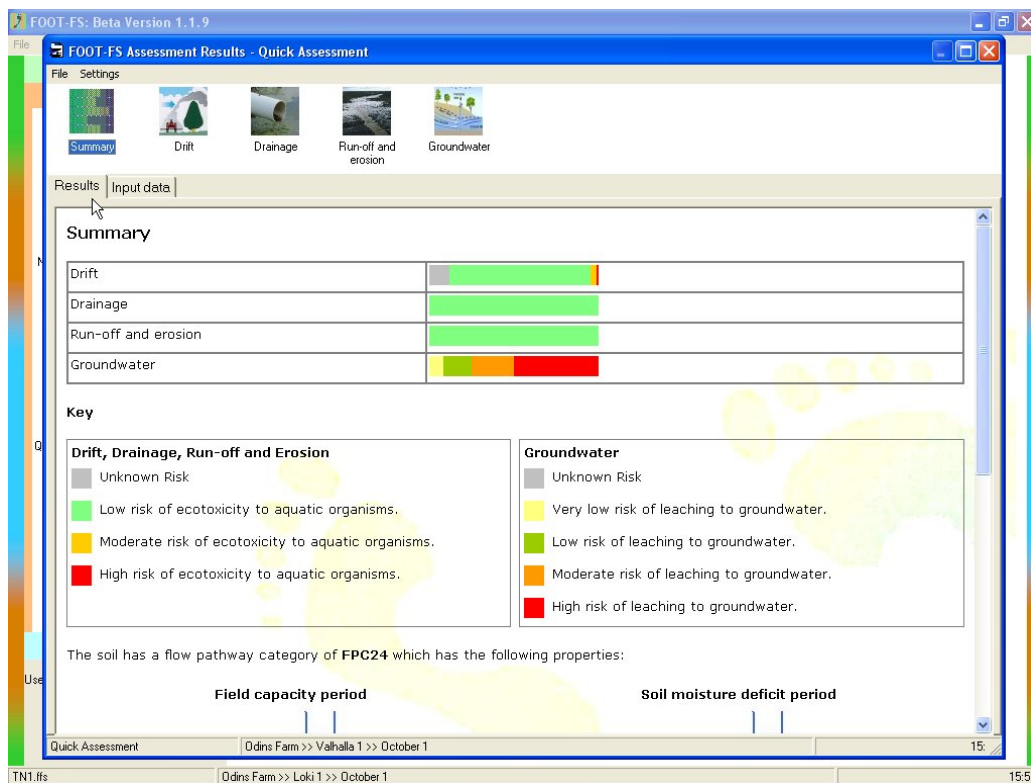 FOOT-FS: Beta Version 1.1.9
File
FOOT-FS Assessment Results - Quick Assessment
File Settings
Summary Drift Drainage Run-off and erosion Groundwater
Results Input data
Summary
Drift
Drainage
Run-off and erosion
Groundwater
Key
Drift, Drainage, Run-off and Erosion
Unknown Risk
Low risk of ecotoxicity to aquatic organisms.
Moderate risk of ecotoxicity to aquatic organisms.
High risk of ecotoxicity to aquatic organisms.
Groundwater
Unknown Risk
Very low risk of leaching to groundwater.
Low risk of leaching to groundwater.
Moderate risk of leaching to groundwater.
High risk of leaching to groundwater.
The soil has a flow pathway category of FPC24 which has the following properties:
Field capacity period Soil moisture deficit period
Use
Quick Assessment Odins Farm >> Valhalla 1 >> October 1 15:
TN1.ffs Odins Farm >> Loki 1 >> October 1 15:5